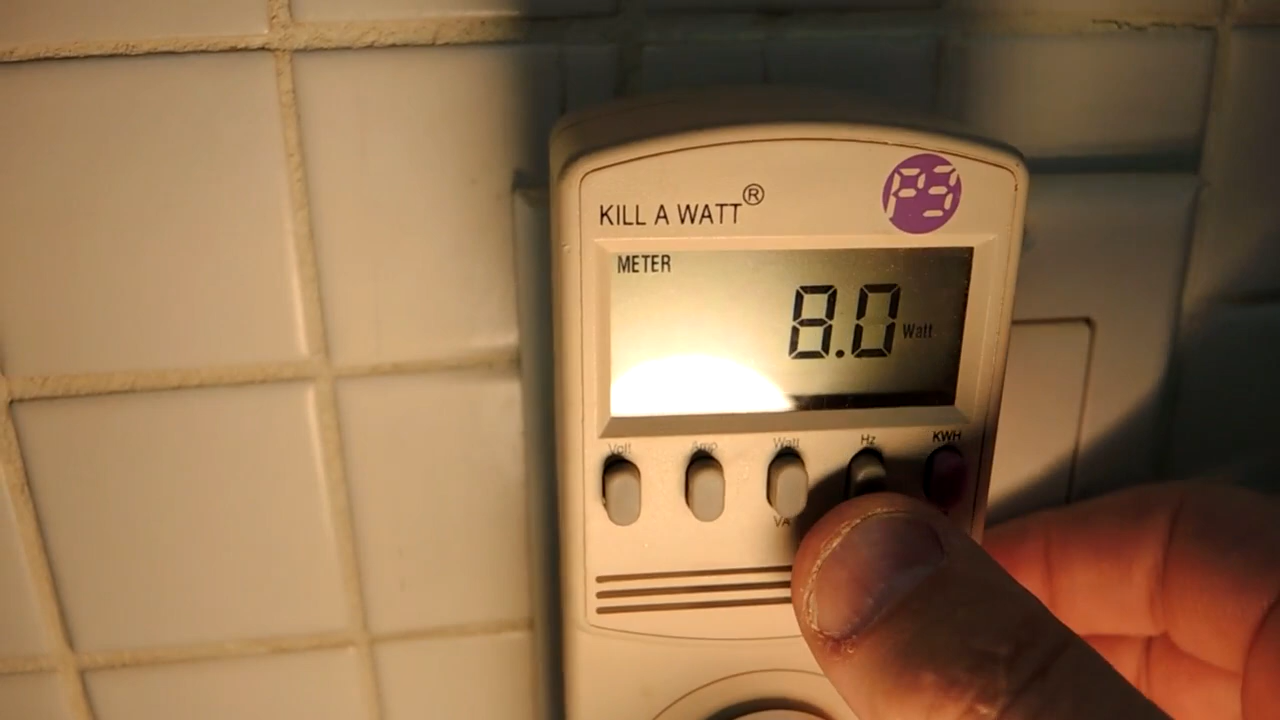 KILL A WATT®
P3
METER
8.0 Watt
Volt Amp Watt Hz KWH
VA